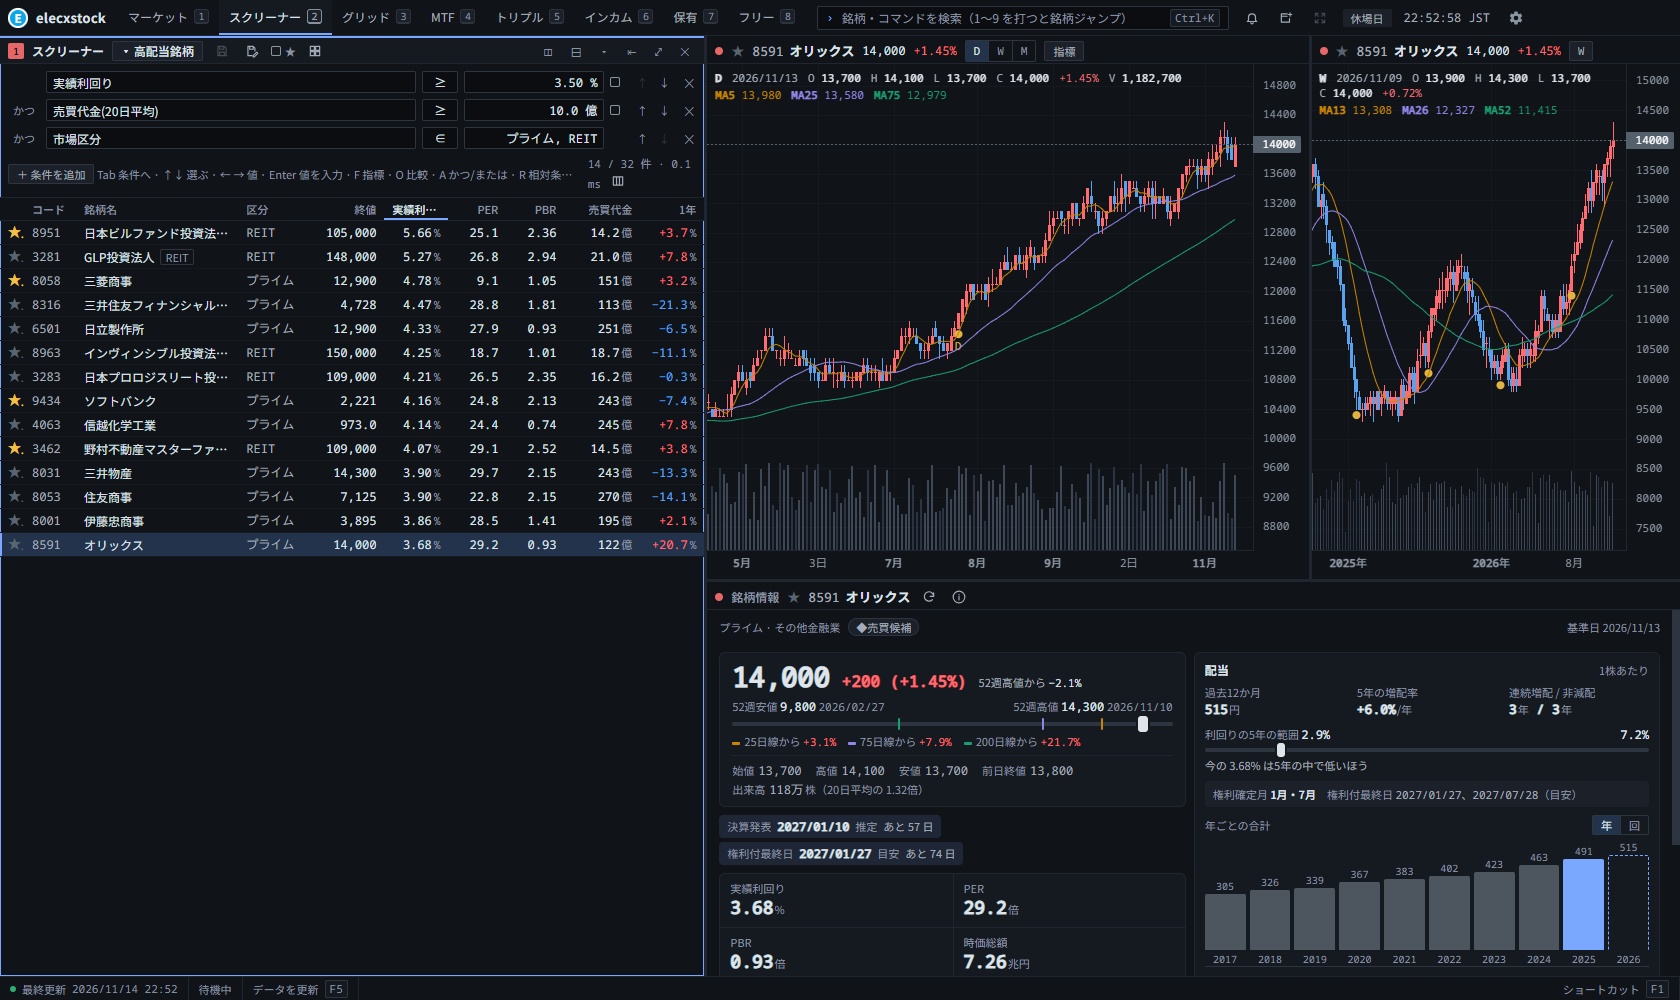 elecxstock マーケット 1 スクリーナー 2 グリッド 3 MTF 4 トリプル 5 インカム 6 保有 7 フリー 8 › 銘柄・コマンドを検索（1〜9 を打つと銘柄ジャンプ） Ctrl+K 休場日 22:52:58 JST
1 スクリーナー 高配当銘柄
実績利回り ≥ 3.50 %
かつ 売買代金(20日平均) ≥ 10.0 億
かつ 市場区分 ∈ プライム, REIT
＋ 条件を追加 Tab 条件へ · ↑↓ 選ぶ · ←→ 値 · Enter 値を入力 · F 指標 · O 比較 · A かつ/または · R 相対条… 14 / 32 件 · 0.1 ms
コード 銘柄名 区分 終値 実績利… PER PBR 売買代金 1年
8951 日本ビルファンド投資法… REIT 105,000 5.66% 25.1 2.36 14.2億 +3.7%
3281 GLP投資法人 REIT REIT 148,000 5.27% 26.8 2.94 21.0億 +7.8%
8058 三菱商事 プライム 12,900 4.78% 9.1 1.05 151億 +3.2%
8316 三井住友フィナンシャル… プライム 4,728 4.47% 28.8 1.81 113億 −21.3%
6501 日立製作所 プライム 12,900 4.33% 27.9 0.93 251億 −6.5%
8963 インヴィンシブル投資法… REIT 150,000 4.25% 18.7 1.01 18.7億 −11.1%
3283 日本プロロジスリート投… REIT 109,000 4.21% 26.5 2.35 16.2億 −0.3%
9434 ソフトバンク プライム 2,221 4.16% 24.8 2.13 243億 −7.4%
4063 信越化学工業 プライム 973.0 4.14% 24.4 0.74 245億 +7.8%
3462 野村不動産マスターファ… REIT 109,000 4.07% 29.1 2.52 14.5億 +3.8%
8031 三井物産 プライム 14,300 3.90% 29.7 2.15 243億 −13.3%
8053 住友商事 プライム 7,125 3.90% 22.8 2.15 270億 −14.1%
8001 伊藤忠商事 プライム 3,895 3.86% 28.5 1.41 195億 +2.1%
8591 オリックス プライム 14,000 3.68% 29.2 0.93 122億 +20.7%
8591 オリックス 14,000 +1.45% D W M 指標
D 2026/11/13 O 13,700 H 14,100 L 13,700 C 14,000 +1.45% V 1,182,700
MA5 13,980 MA25 13,580 MA75 12,979
14800
14400
14000
13600
13200
12800
12400
12000
11600
11200
10800
10400
10000
9600
9200
8800
D
5月 3日 7月 8月 9月 2日 11月
8591 オリックス 14,000 +1.45% W
W 2026/11/09 O 13,900 H 14,300 L 13,700
C 14,000 +0.72%
MA13 13,308 MA26 12,327 MA52 11,415
15000
14500
14000
13500
13000
12500
12000
11500
11000
10500
10000
9500
9000
8500
8000
7500
2025年 2026年 8月
銘柄情報 8591 オリックス
プライム · その他金融業 ◆売買候補 基準日 2026/11/13
14,000 +200 (+1.45%) 52週高値から −2.1%
52週安値 9,800 2026/02/27 52週高値 14,300 2026/11/10
25日線から +3.1% 75日線から +7.9% 200日線から +21.7%
始値 13,700 高値 14,100 安値 13,700 前日終値 13,800
出来高 118万 株（20日平均の 1.32倍）
決算発表 2027/01/10 推定 あと 57 日
権利付最終日 2027/01/27 目安 あと 74 日
実績利回り PER
3.68% 29.2倍
PBR 時価総額
0.93倍 7.26兆円
配当 1株あたり
過去12か月 5年の増配率 連続増配 / 非減配
515円 +6.0%/年 3年 / 3年
利回りの5年の範囲 2.9% 7.2%
今の 3.68% は5年の中で低いほう
権利確定月 1月・7月 権利付最終日 2027/01/27、2027/07/28（目安）
年ごとの合計 年 回
305 326 339 367 383 402 423 463 491 515
2017 2018 2019 2020 2021 2022 2023 2024 2025 2026
最終更新 2026/11/14 22:52 待機中 データを更新 F5 ショートカット F1